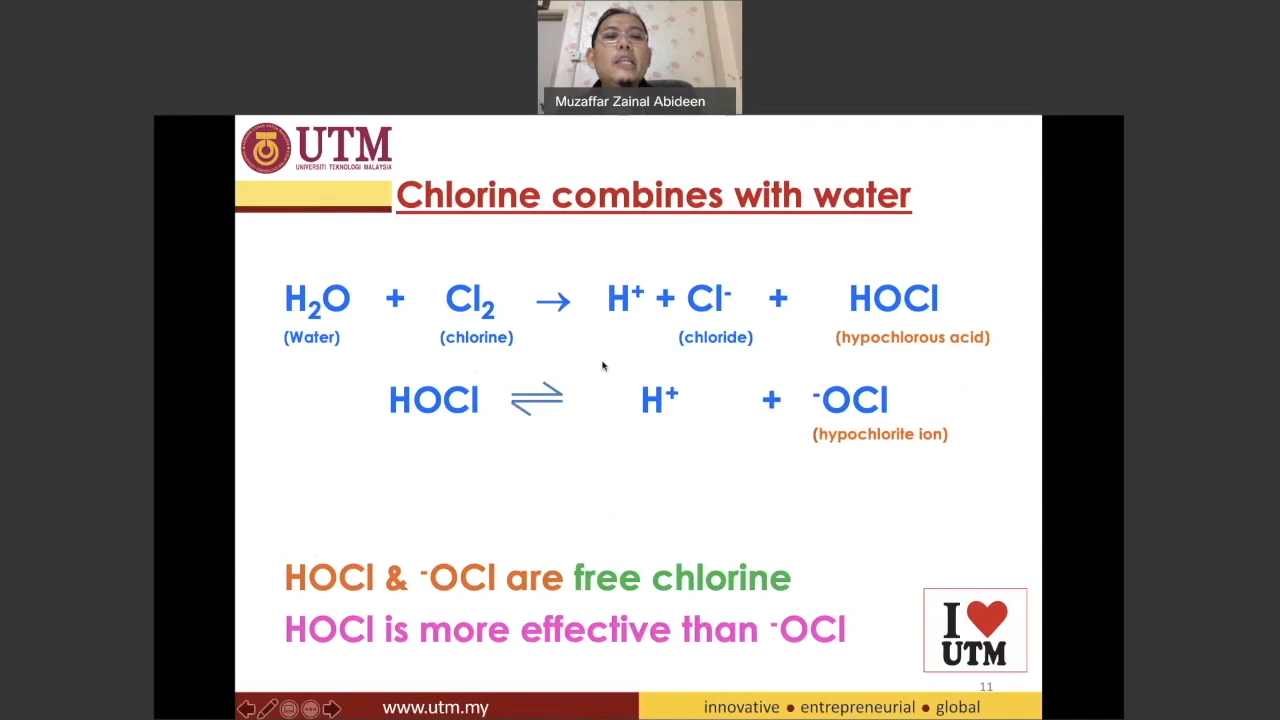 Muzaffar Zainal Abideen
UTM
UNIVERSITI TEKNOLOGI MALAYSIA
Chlorine combines with water
H₂O + Cl₂ → H⁺ + Cl⁻ + HOCl
(Water) (chlorine) (chloride) (hypochlorous acid)
HOCl ⇌ H⁺ + ⁻OCl
(hypochlorite ion)
HOCl & ⁻OCl are free chlorine
HOCl is more effective than ⁻OCl
I ♥
UTM
11
www.utm.my innovative ● entrepreneurial ● global